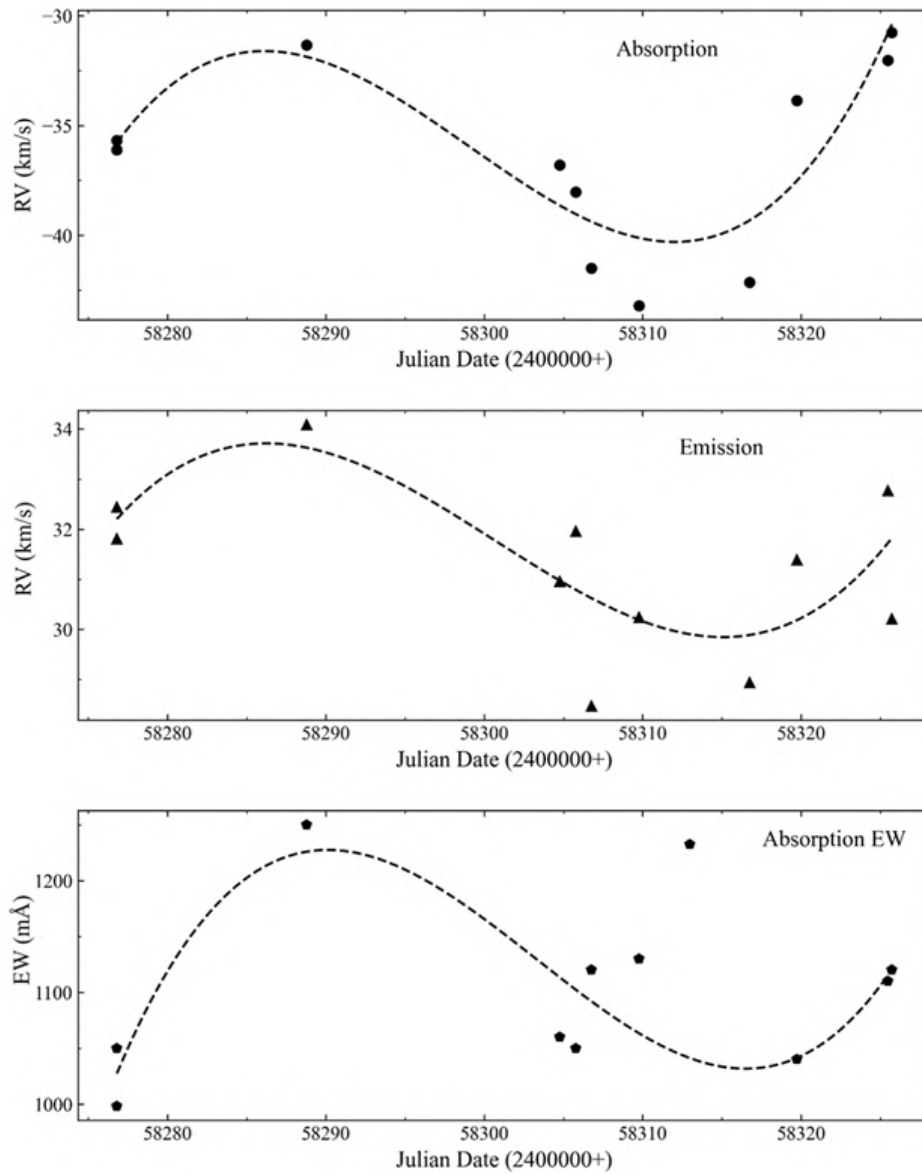 −30
−35
−40
RV (km/s)
Absorption
58280 58290 58300 58310 58320
Julian Date (2400000+)
34
32
30
RV (km/s)
Emission
58280 58290 58300 58310 58320
Julian Date (2400000+)
1200
1100
1000
EW (mÅ)
Absorption EW
58280 58290 58300 58310 58320
Julian Date (2400000+)